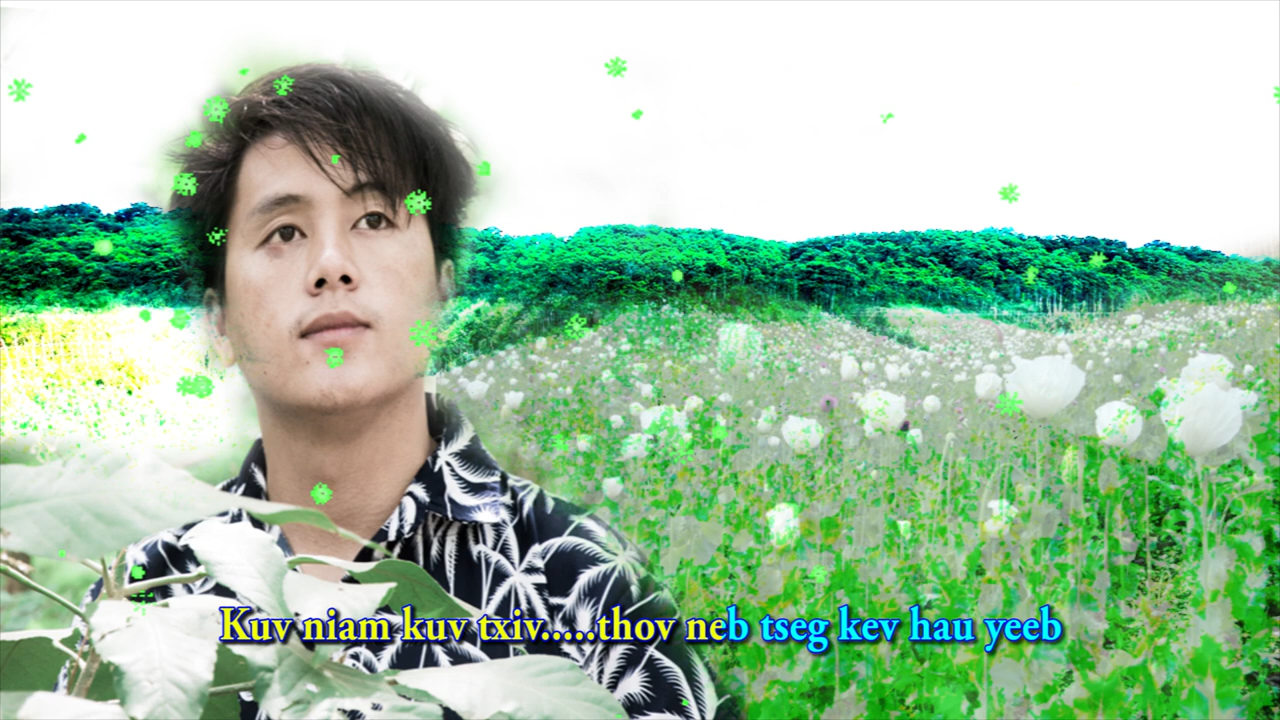 Kuv niam kuv txiv.....thov neb tseg kev hau yeeb